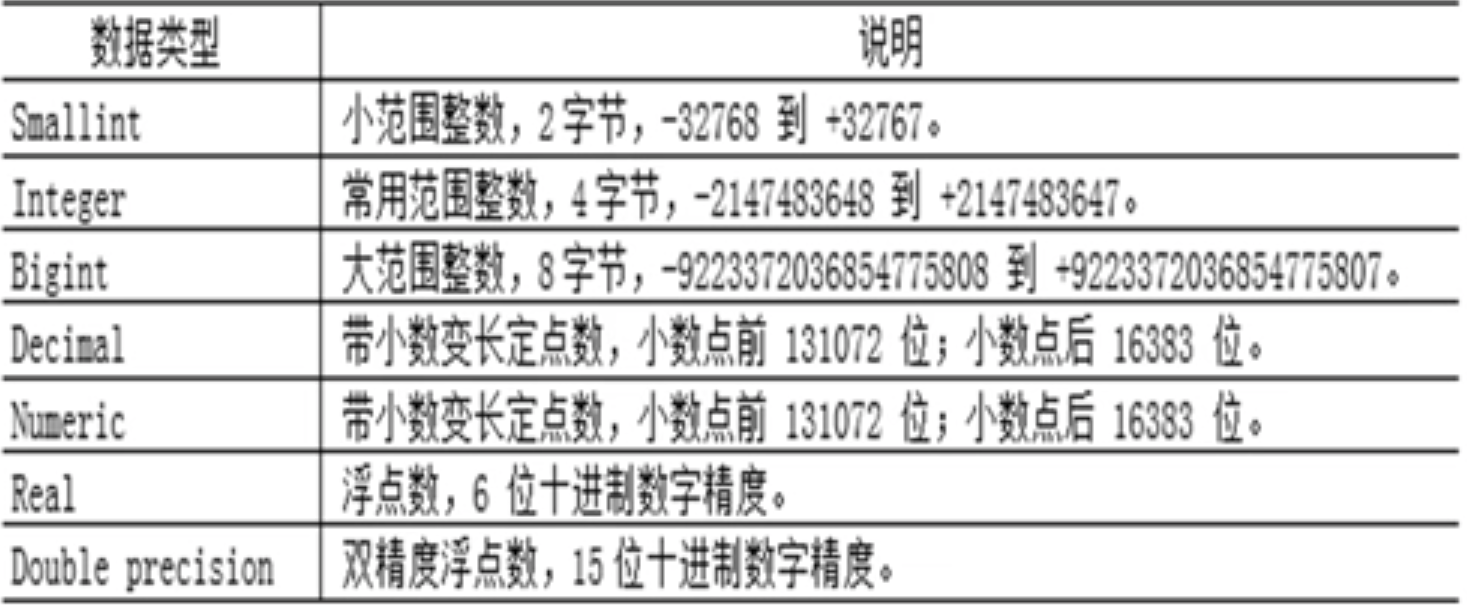 数据类型 说明
Smallint 小范围整数，2字节，-32768 到 +32767。
Integer 常用范围整数，4字节，-2147483648 到 +2147483647。
Bigint 大范围整数，8字节，-9223372036854775808 到 +9223372036854775807。
Decimal 带小数变长定点数，小数点前 131072 位；小数点后 16383 位。
Numeric 带小数变长定点数，小数点前 131072 位；小数点后 16383 位。
Real 浮点数，6 位十进制数字精度。
Double precision 双精度浮点数，15位十进制数字精度。